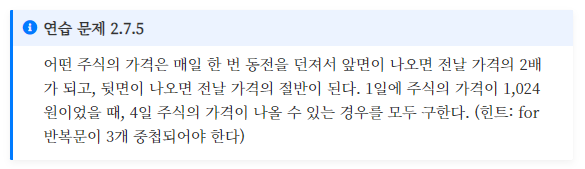 연습 문제 2.7.5
어떤 주식의 가격은 매일 한 번 동전을 던져서 앞면이 나오면 전날 가격의 2배
가 되고, 뒷면이 나오면 전날 가격의 절반이 된다. 1일에 주식의 가격이 1,024
원이었을 때, 4일 주식의 가격이 나올 수 있는 경우를 모두 구한다. (힌트: for
반복문이 3개 중첩되어야 한다)